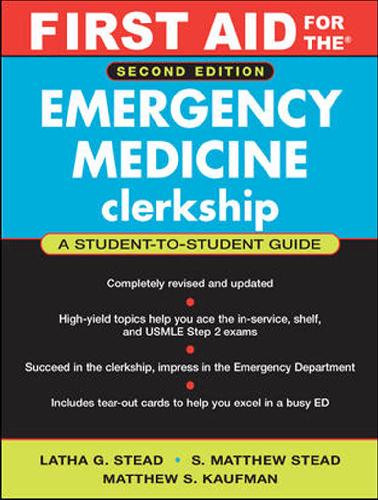 FIRST AID FOR THE®
SECOND EDITION
EMERGENCY
MEDICINE
clerkship
A STUDENT-TO-STUDENT GUIDE
Completely revised and updated
High-yield topics help you ace the in-service, shelf,
and USMLE Step 2 exams
Succeed in the clerkship, impress in the Emergency Department
Includes tear-out cards to help you excel in a busy ED
LATHA G. STEAD • S. MATTHEW STEAD
MATTHEW S. KAUFMAN